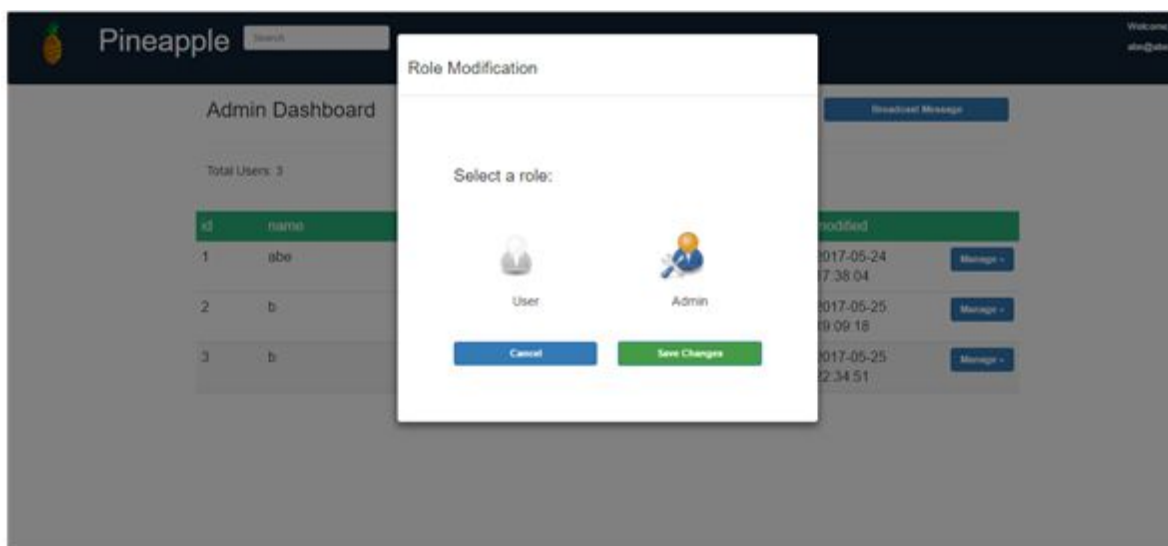 Pineapple
Search
Welcome
Role Modification
Admin Dashboard
Broadcast Message
Total Users: 3
Select a role:
id name modified
1 abe 2017-05-24 Manage
17:38:04
User Admin
2 b 2017-05-25 Manage
19:09:18
Cancel Save Changes
3 b 2017-05-25 Manage
22:34:51